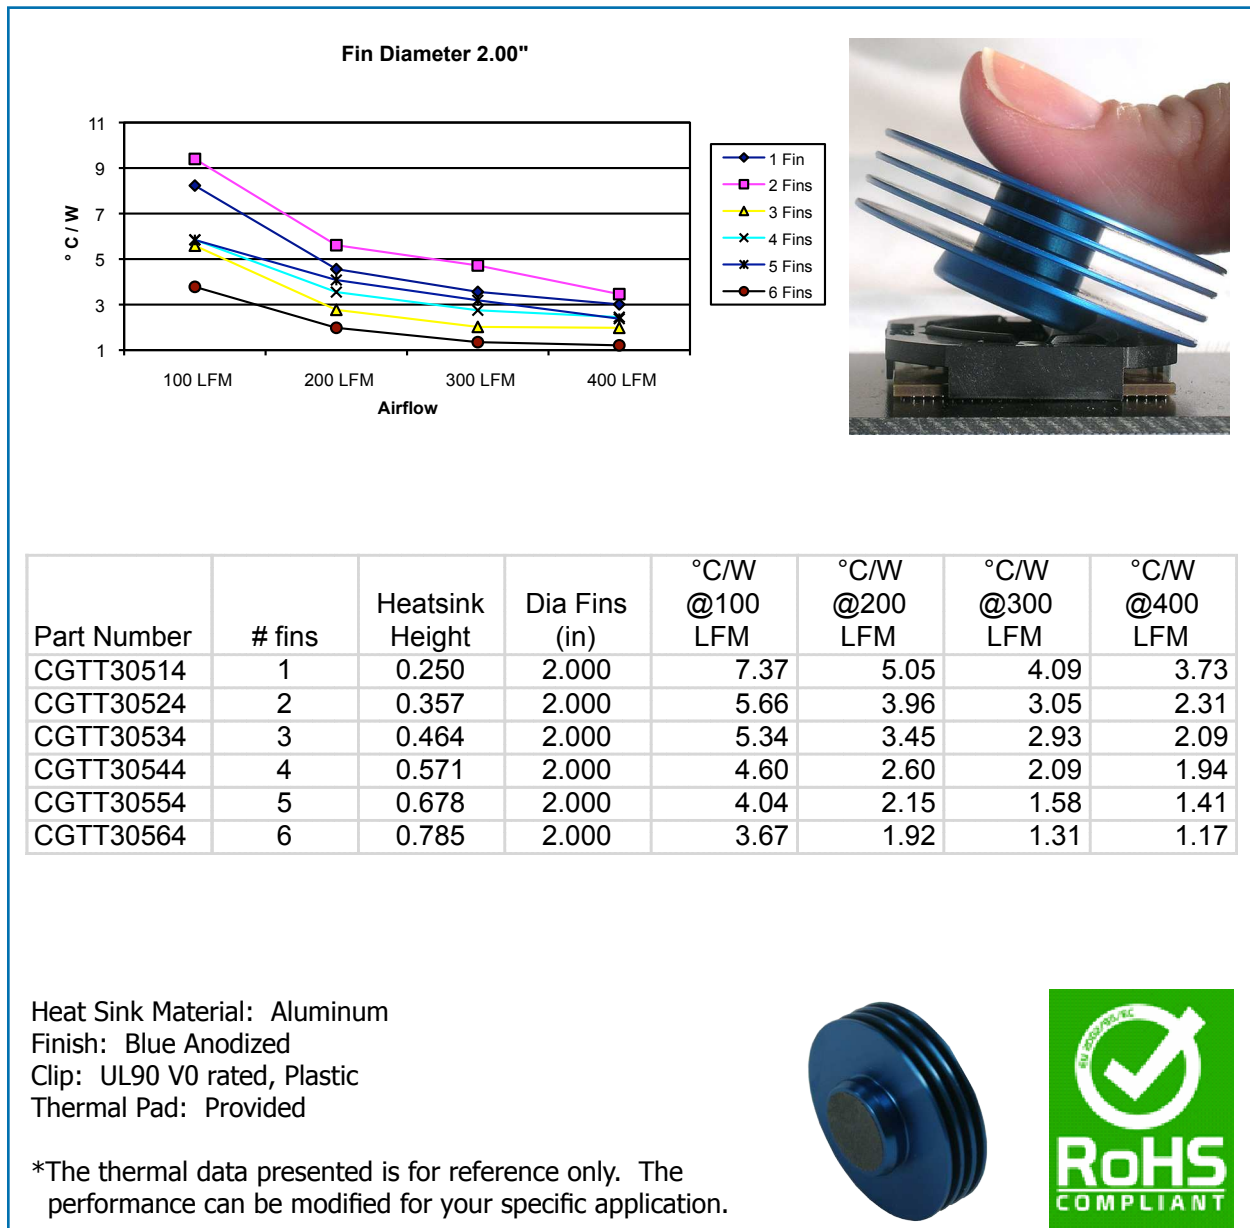 Fin Diameter 2.00"
11
9
7
5
3
1
° C / W
100 LFM 200 LFM 300 LFM 400 LFM
Airflow
1 Fin
2 Fins
3 Fins
4 Fins
5 Fins
6 Fins
Part Number # fins Heatsink Height Dia Fins (in) °C/W @100 LFM °C/W @200 LFM °C/W @300 LFM °C/W @400 LFM
CGTT30514 1 0.250 2.000 7.37 5.05 4.09 3.73
CGTT30524 2 0.357 2.000 5.66 3.96 3.05 2.31
CGTT30534 3 0.464 2.000 5.34 3.45 2.93 2.09
CGTT30544 4 0.571 2.000 4.60 2.60 2.09 1.94
CGTT30554 5 0.678 2.000 4.04 2.15 1.58 1.41
CGTT30564 6 0.785 2.000 3.67 1.92 1.31 1.17
Heat Sink Material: Aluminum
Finish: Blue Anodized
Clip: UL90 V0 rated, Plastic
Thermal Pad: Provided
*The thermal data presented is for reference only. The
performance can be modified for your specific application.
EU 2002/95/EC
RoHS
COMPLIANT